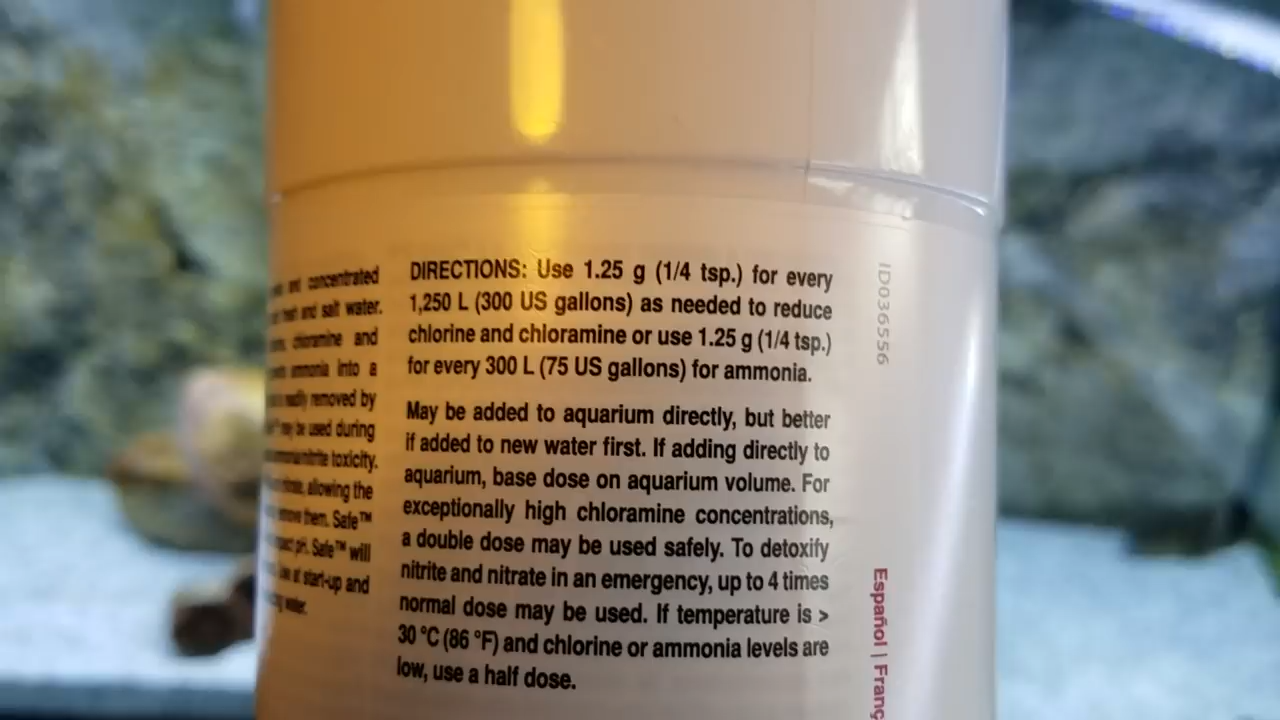 and concentrated
and salt water.
chloramine and
ammonia into a
removed by
may be used during
toxicity.
allowing the
them. Safe™
pH. Safe™ will
at start-up and
water.
DIRECTIONS: Use 1.25 g (1/4 tsp.) for every
1,250 L (300 US gallons) as needed to reduce
chlorine and chloramine or use 1.25 g (1/4 tsp.)
for every 300 L (75 US gallons) for ammonia.
May be added to aquarium directly, but better
if added to new water first. If adding directly to
aquarium, base dose on aquarium volume. For
exceptionally high chloramine concentrations,
a double dose may be used safely. To detoxify
nitrite and nitrate in an emergency, up to 4 times
normal dose may be used. If temperature is >
30 °C (86 °F) and chlorine or ammonia levels are
low, use a half dose.
ID036556
Español | Franç